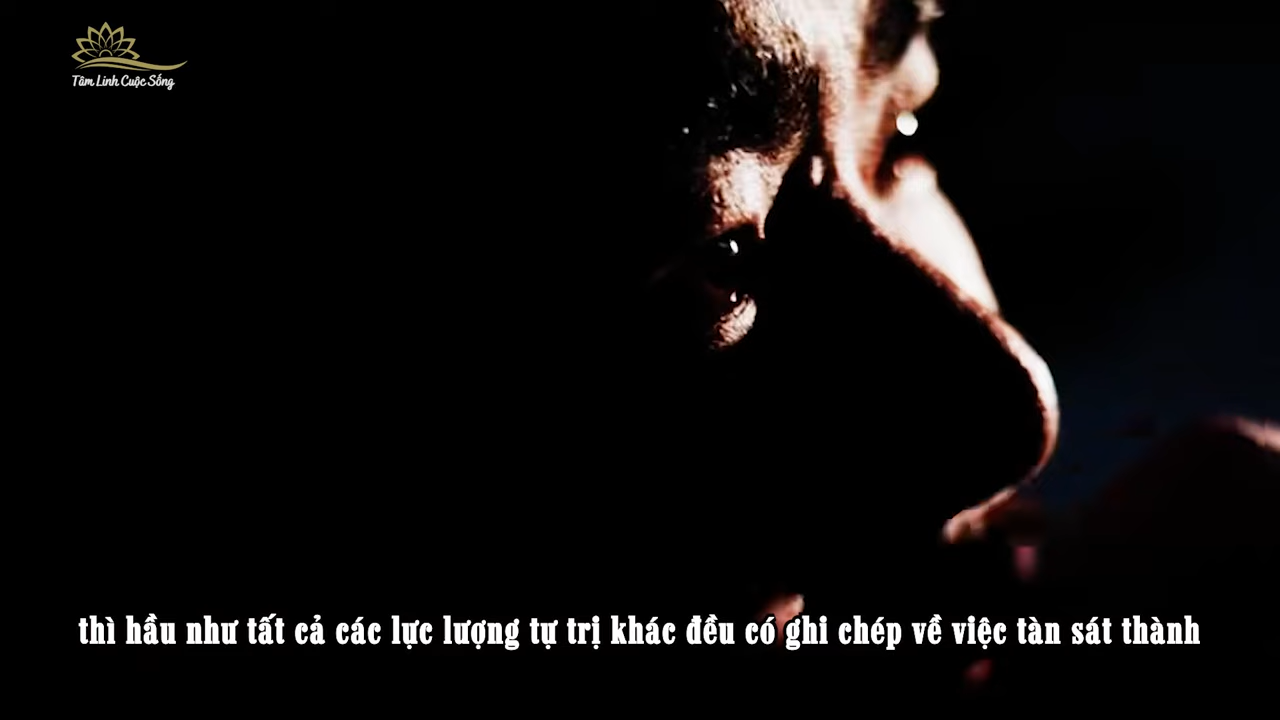 Tâm Linh Cuộc Sống
thì hầu như tất cả các lực lượng tự trị khác đều có ghi chép về việc tàn sát thành